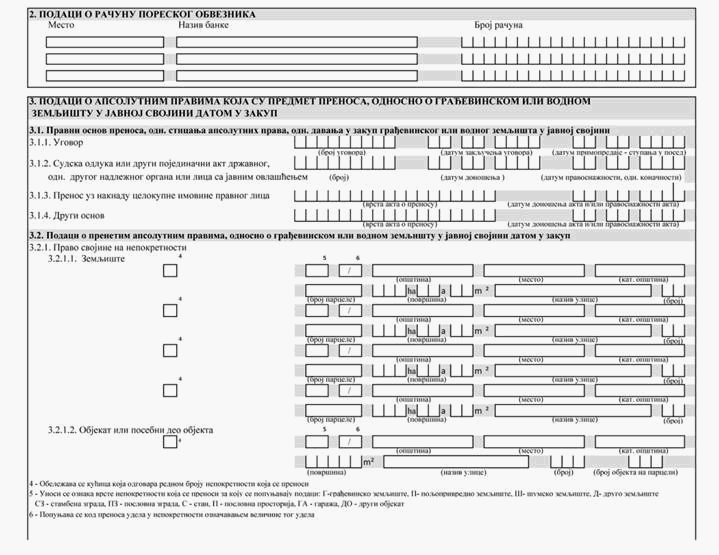 2. ПОДАЦИ О РАЧУНУ ПОРЕСКОГ ОБВЕЗНИКА
Место Назив банке Број рачуна
3. ПОДАЦИ О АПСОЛУТНИМ ПРАВИМА КОЈА СУ ПРЕДМЕТ ПРЕНОСА, ОДНОСНО О ГРАЂЕВИНСКОМ ИЛИ ВОДНОМ
ЗЕМЉИШТУ У ЈАВНОЈ СВОЈИНИ ДАТОМ У ЗАКУП
3.1. Правни основ преноса, одн. стицања апсолутних права, одн. давања у закуп грађевинског или водног земљишта у јавној својини
3.1.1. Уговор
(број уговора) (датум закључења уговора) (датум примопредаје - ступања у посед)
3.1.2. Судска одлука или други појединачни акт државног,
одн. другог надлежног органа или лица са јавним овлашћењем (број) (датум доношења ) (датум правоснажности, одн. коначности)
3.1.3. Пренос уз накнаду целокупне имовине правног лица
(врста акта о преносу) (датум доношења акта и/или правоснажности акта)
3.1.4. Други основ
(врста акта о преносу) (датум доношења акта и/или правоснажности акта)
3.2. Подаци о пренетим апсолутним правима, односно о грађевинском или водном земљишту у јавној својини датом у закуп
3.2.1. Право својине на непокретности
3.2.1.1. Земљиште 4 5 6
/
(општина) (место) (кат. општина)
ha a m 2
4 (број парцеле) (површина) (назив улице) (број)
/
(општина) (место) (кат. општина)
ha a m 2
4 (број парцеле) (површина) (назив улице) (број)
/
(општина) (место) (кат. општина)
ha a m 2
4 (број парцеле) (површина) (назив улице) (број)
/
(општина) (место) (кат. општина)
ha a m 2
(број парцеле) (површина) (назив улице) (број)
3.2.1.2. Објекат или посебни део објекта 5 6
4 /
(општина) (место) (кат. општина)
m2
(површина) (назив улице) (број) (број објекта на парцели)
4 - Обележава се кућица која одговара редном броју непокретности која се преноси
5 - Уноси се ознака врсте непокретности која се преноси за коју се попуњавају подаци: Г-грађевинско земљиште, П- пољопривредно земљиште, Ш- шумско земљиште, Д- друго земљиште
СЗ - стамбена зграда, ПЗ - пословна зграда, С - стан, П - пословна просторија, ГА - гаража, ДО - други објекат
6 - Попуњава се код преноса удела у непокретности означавањем величине тог удела